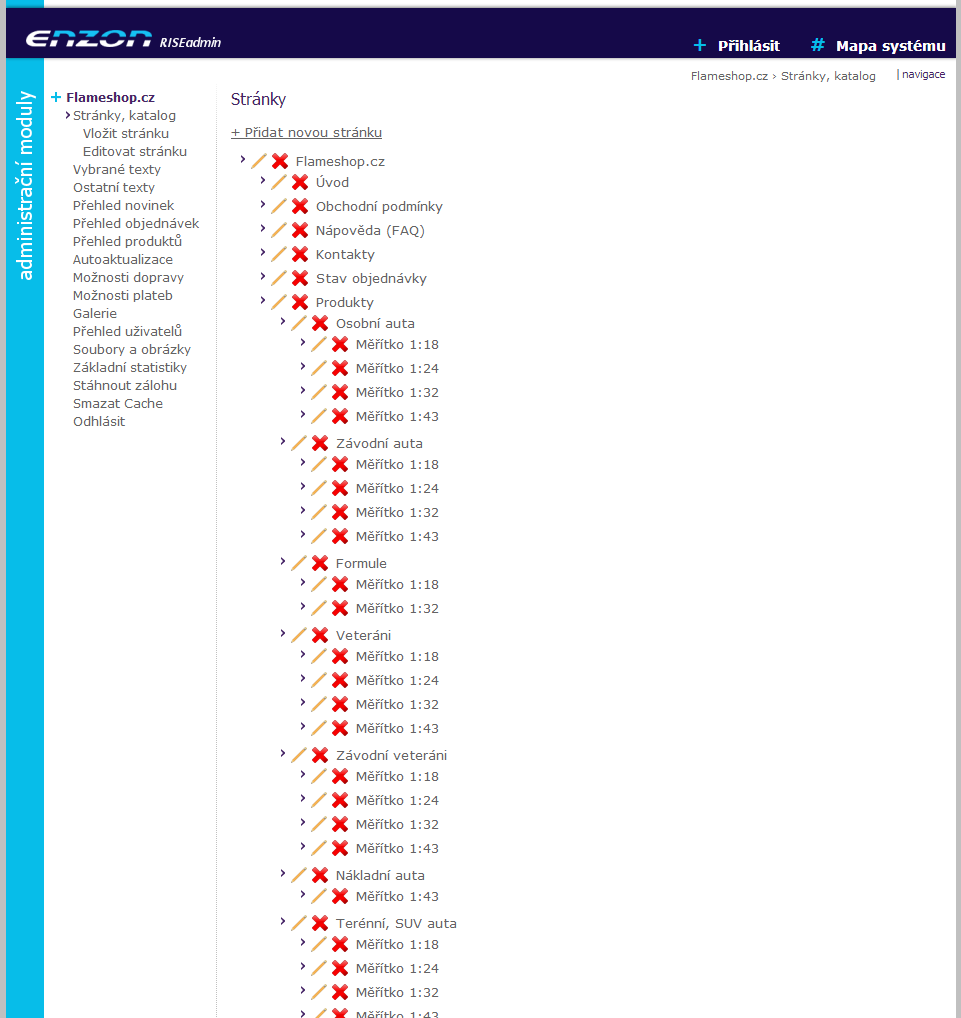 enzon RISEadmin
+ Přihlásit # Mapa systému
Flameshop.cz › Stránky, katalog | navigace
administrační moduly
+ Flameshop.cz
Stránky, katalog
Vložit stránku
Editovat stránku
Vybrané texty
Ostatní texty
Přehled novinek
Přehled objednávek
Přehled produktů
Autoaktualizace
Možnosti dopravy
Možnosti plateb
Galerie
Přehled uživatelů
Soubory a obrázky
Základní statistiky
Stáhnout zálohu
Smazat Cache
Odhlásit
Stránky
+ Přidat novou stránku
Flameshop.cz
Úvod
Obchodní podmínky
Nápověda (FAQ)
Kontakty
Stav objednávky
Produkty
Osobní auta
Měřítko 1:18
Měřítko 1:24
Měřítko 1:32
Měřítko 1:43
Závodní auta
Měřítko 1:18
Měřítko 1:24
Měřítko 1:32
Měřítko 1:43
Formule
Měřítko 1:18
Měřítko 1:32
Veteráni
Měřítko 1:18
Měřítko 1:24
Měřítko 1:32
Měřítko 1:43
Závodní veteráni
Měřítko 1:18
Měřítko 1:24
Měřítko 1:32
Měřítko 1:43
Nákladní auta
Měřítko 1:43
Terénní, SUV auta
Měřítko 1:18
Měřítko 1:24
Měřítko 1:32
Měřítko 1:43